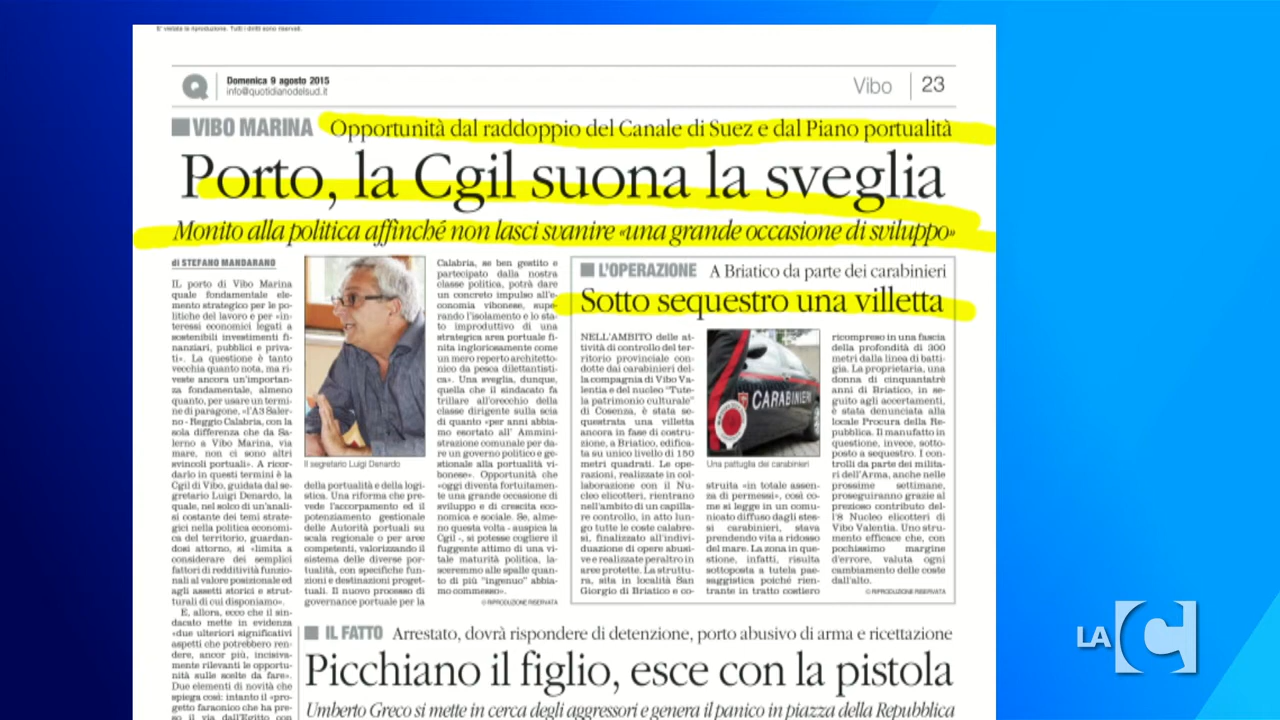 E' vietata la riproduzione. Tutti i diritti sono riservati.
Domenica 9 agosto 2015
info@quotidianodelsud.it
Vibo 23
VIBO MARINA Opportunità dal raddoppio del Canale di Suez e dal Piano portualità
Porto, la Cgil suona la sveglia
Monito alla politica affinché non lasci svanire «una grande occasione di sviluppo»
di STEFANO MANDARANO
IL porto di Vibo Marina
quale fondamentale ele-
mento strategico per le po-
litiche del lavoro e per «in-
teressi economici legati a
sostenibili investimenti fi-
nanziari, pubblici e priva-
ti». La questione è tanto
vecchia quanto nota, ma ri-
veste ancora un'importan-
za fondamentale, almeno
quanto, per usare un termi-
ne di paragone, «l'A3 Saler-
no - Reggio Calabria, con la
sola differenza che da Sa-
lerno a Vibo Marina, via
mare, non ci sono altri
svincoli portuali». A ricor-
darlo in questi termini è la
Cgil di Vibo, guidata dal se-
gretario Luigi Denardo, la
quale, nel solco di un'anali-
si costante dei temi strate-
gici nella politica economi-
ca del territorio, guardan-
dosi attorno, si «limita a
considerare dei semplici
fattori di redditività funzio-
nali al valore posizionale ed
agli assetti storici e strut-
turali di cui disponiamo».
E, allora, ecco che il sin-
dacato mette in evidenza
«due ulteriori significativi
aspetti che potrebbero ren-
dere, ancor più, incisiva-
mente rilevanti le opportu-
nità sulle scelte da fare».
Due elementi di novità che
spiega così: intanto il «pro-
getto faraonico che ha pre-
so il via dall'Egitto con
Il segretario Luigi Denardo
della portualità e della logi-
stica. Una riforma che pre-
vede l'accorpamento ed il
potenziamento gestionale
delle Autorità portuali su
scala regionale o per aree
competenti, valorizzando il
sistema delle diverse por-
tualità, con specifiche fun-
zioni e destinazioni proget-
tuali. Il nuovo processo di
governance portuale per la
Calabria, se ben gestito e
partecipato dalla nostra
classe politica, potrà dare
un concreto impulso all'e-
conomia vibonese, supe-
rando l'isolamento e lo sta-
to improduttivo di una
strategica area portuale fi-
nita ingloriosamente come
un mero reperto architetto-
nico da pesca dilettantisti-
ca». Una sveglia, dunque,
quella che il sindacato fa
trillare all'orecchio della
classe dirigente sulla scia
di quanto «per anni abbia-
mo esortato all' Ammini-
strazione comunale per da-
re un governo politico e ge-
stionale alla portualità vi-
bonese». Opportunità che
«oggi diventa fortuitamen-
te una grande occasione di
sviluppo e di crescita eco-
nomica e sociale. Se, alme-
no questa volta - auspica la
Cgil -, si potesse cogliere il
fuggente attimo di una vi-
tale maturità politica, la-
sceremmo alle spalle quan-
to di più "ingenuo" abbia-
mo commesso».
© RIPRODUZIONE RISERVATA
L'OPERAZIONE A Briatico da parte dei carabinieri
Sotto sequestro una villetta
NELL'AMBITO delle at-
tività di controllo del ter-
ritorio provinciale con-
dotte dai carabinieri del-
la compagnia di Vibo Va-
lentia e del nucleo "Tute-
la patrimonio culturale"
di Cosenza, è stata se-
questrata una villetta
ancora in fase di costru-
zione, a Briatico, edifica-
ta su unico livello di 150
metri quadrati. Le ope-
razioni, realizzate in col-
laborazione con il Nu-
cleo elicotteri, rientrano
nell'ambito di un capilla-
re controllo, in atto lun-
go tutte le coste calabre-
si, finalizzato all'indivi-
duazione di opere abusi-
ve e realizzate peraltro in
aree protette. La struttu-
ra, sita in località San
Giorgio di Briatico e co-
CARABINIERI
Una pattuglia dei carabinieri
struita «in totale assen-
za di permessi», così co-
me si legge in un comu-
nicato diffuso dagli stes-
si carabinieri, stava
prendendo vita a ridosso
del mare. La zona in que-
stione, infatti, risulta
sottoposta a tutela pae-
saggistica poiché rien-
trante in tratto costiero
ricompreso in una fascia
della profondità di 300
metri dalla linea di batti-
gia. La proprietaria, una
donna di cinquantatré
anni di Briatico, in se-
guito agli accertamenti,
è stata denunciata alla
locale Procura della Re-
pubblica. Il manufatto in
questione, invece, sotto-
posto a sequestro. I con-
trolli da parte dei milita-
ri dell'Arma, anche nelle
prossime settimane,
proseguiranno grazie al
prezioso contributo del-
l'8 Nucleo elicotteri di
Vibo Valentia. Uno stru-
mento efficace che, con
pochissimo margine
d'errore, valuta ogni
cambiamento delle coste
dall'alto.
© RIPRODUZIONE RISERVATA
IL FATTO Arrestato, dovrà rispondere di detenzione, porto abusivo di arma e ricettazione
Picchiano il figlio, esce con la pistola
Umberto Greco si mette in cerca degli aggressori e genera il panico in piazza della Repubblica
LA C